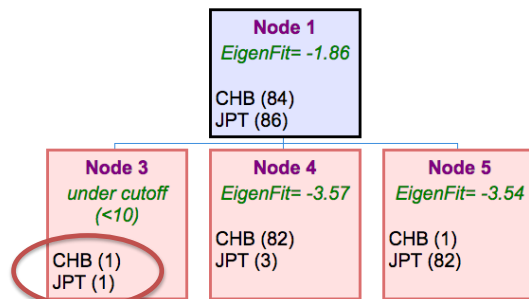 Node 1
EigenFit= -1.86
CHB (84)
JPT (86)
Node 3
under cutoff
(<10)
CHB (1)
JPT (1)
Node 4
EigenFit= -3.57
CHB (82)
JPT (3)
Node 5
EigenFit= -3.54
CHB (1)
JPT (82)